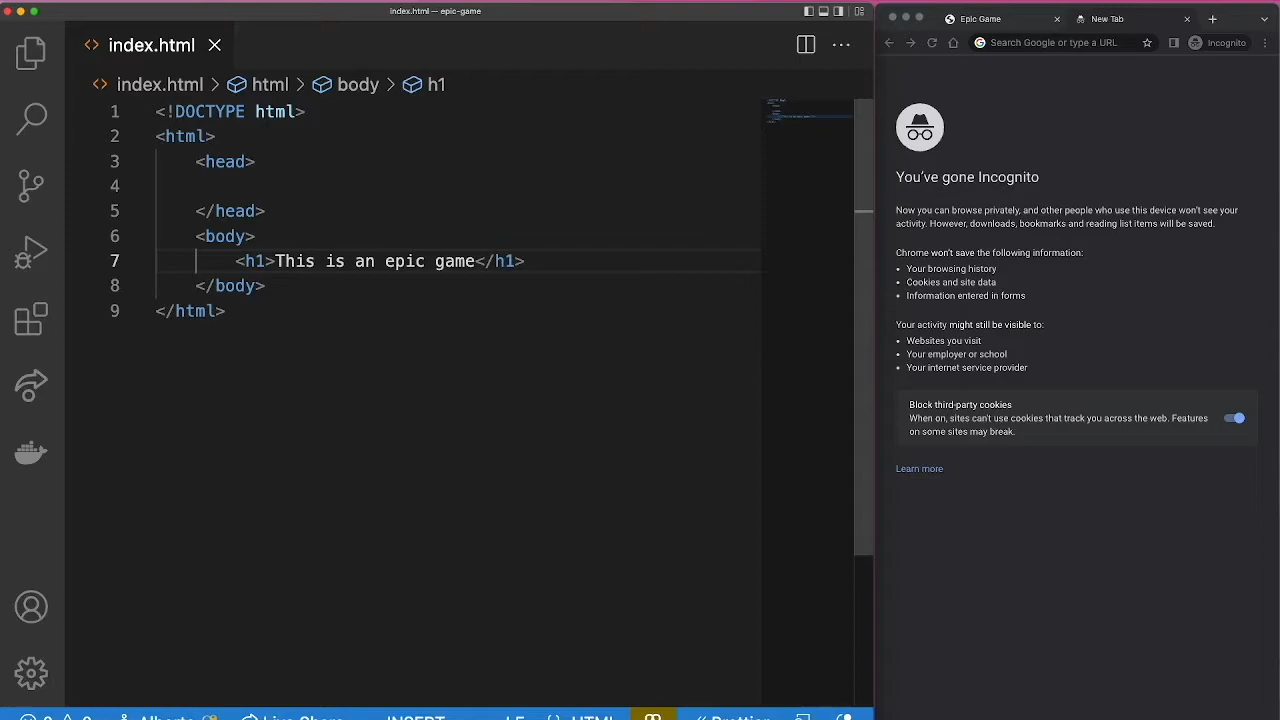 index.html — epic-game
index.html
index.html > html > body > h1
1 <!DOCTYPE html>
2 <html>
3 <head>
4
5 </head>
6 <body>
7 <h1>This is an epic game</h1>
8 </body>
9 </html>
Live Share
INSERT
HTML
Prettier
Epic Game
New Tab
Search Google or type a URL
Incognito
You've gone Incognito
Now you can browse privately, and other people who use this device won't see your
activity. However, downloads, bookmarks and reading list items will be saved.
Chrome won't save the following information:
• Your browsing history
• Cookies and site data
• Information entered in forms
Your activity might still be visible to:
• Websites you visit
• Your employer or school
• Your internet service provider
Block third-party cookies
When on, sites can't use cookies that track you across the web. Features
on some sites may break.
Learn more